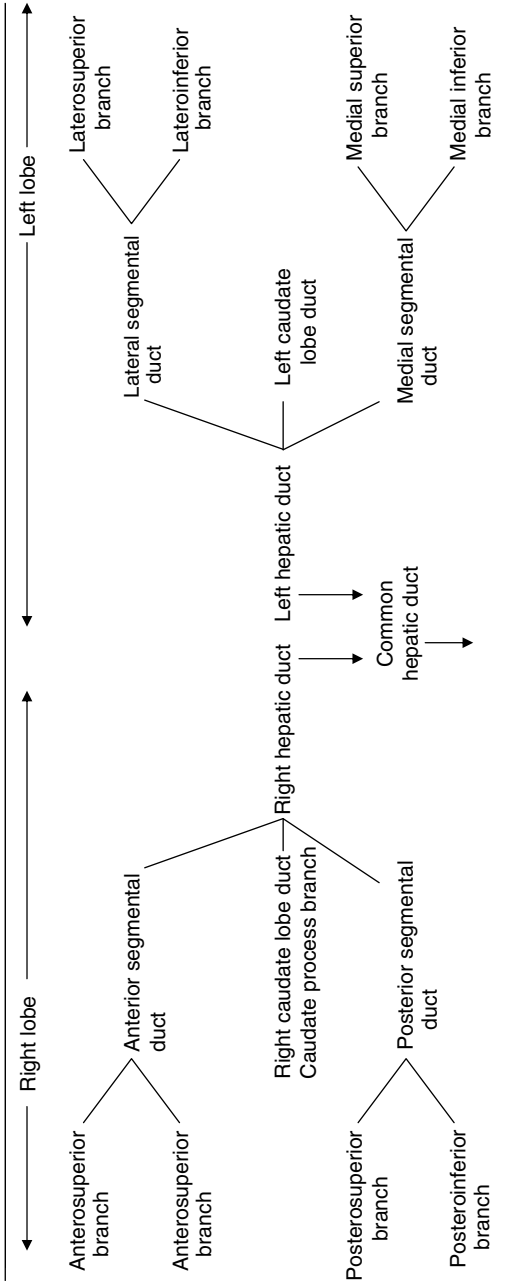 Right lobe
Left lobe
Anterosuperior
branch
Anterosuperior
branch
Anterior segmental
duct
Right caudate lobe duct
Caudate process branch
Posterosuperior
branch
Posteroinferior
branch
Posterior segmental
duct
Right hepatic duct
Left hepatic duct
Common
hepatic duct
Lateral segmental
duct
Laterosuperior
branch
Lateroinferior
branch
Left caudate
lobe duct
Medial segmental
duct
Medial superior
branch
Medial inferior
branch